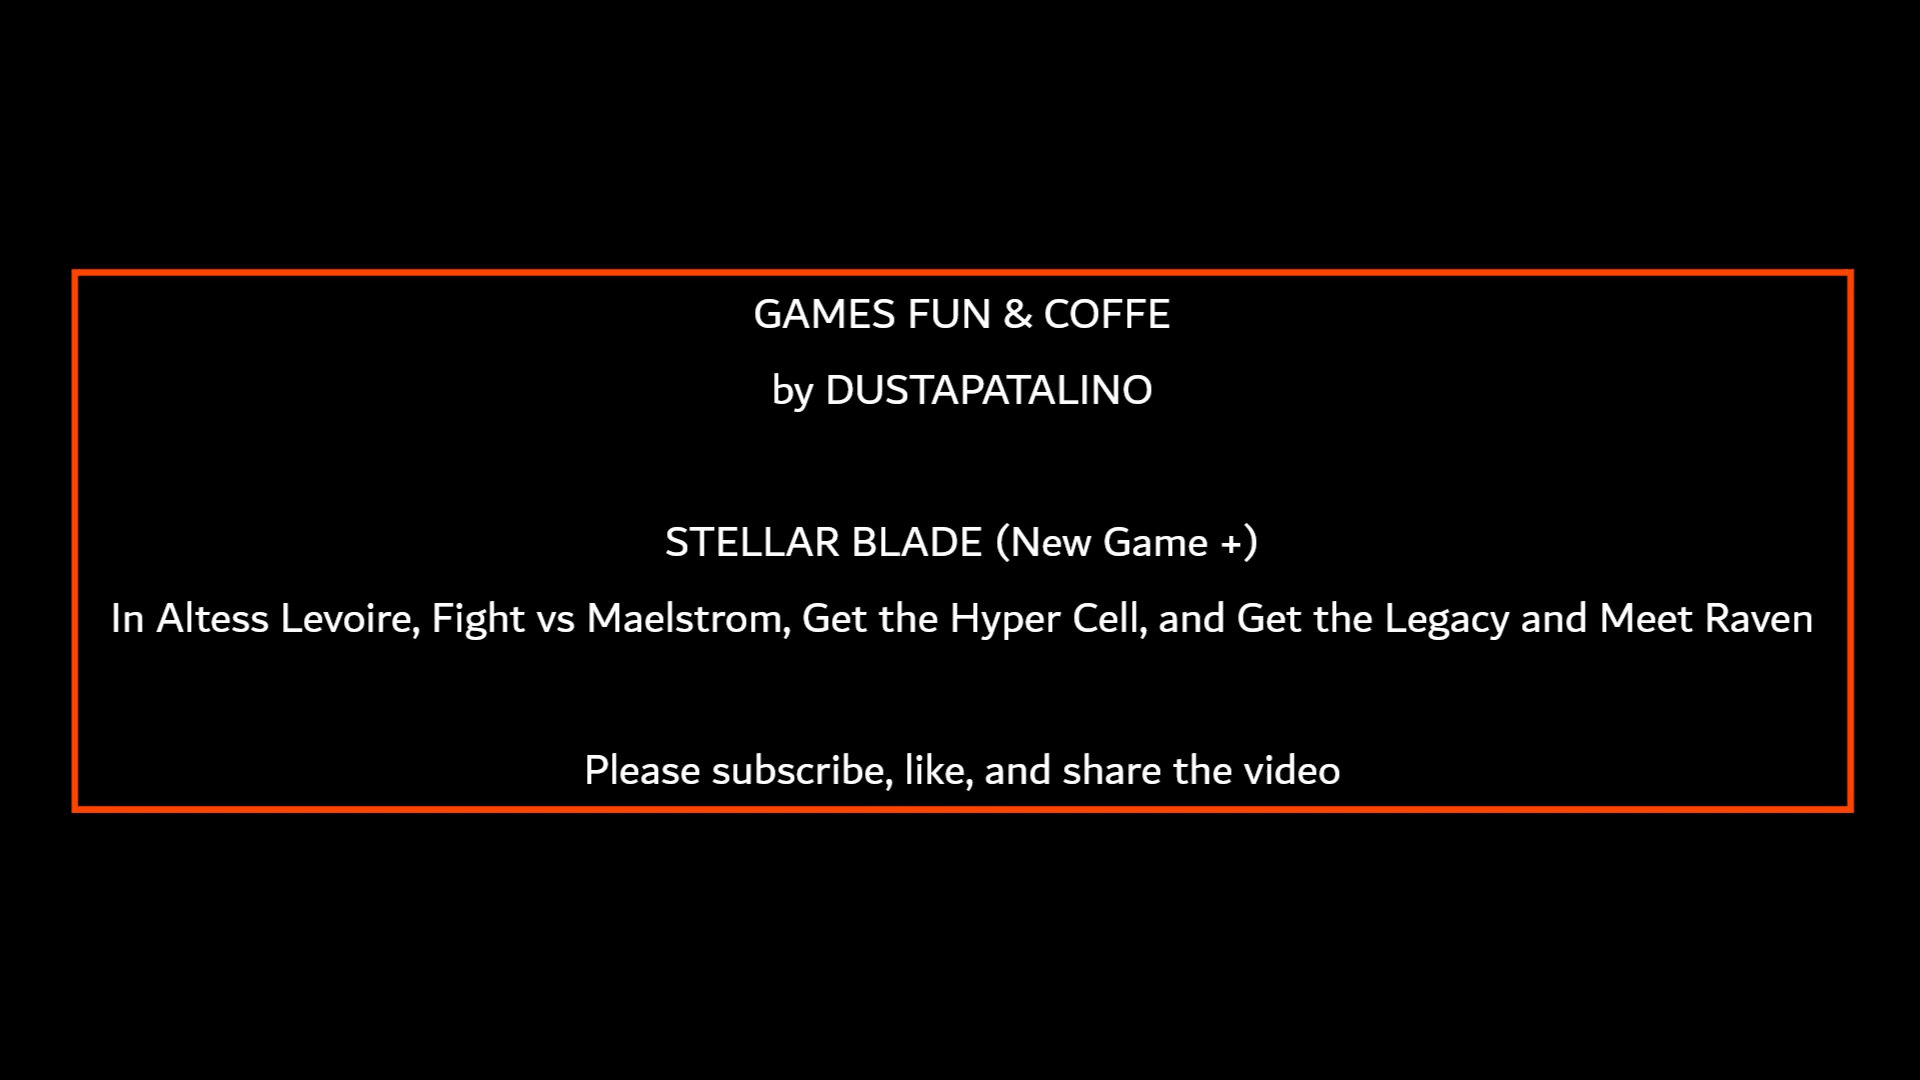 GAMES FUN & COFFE
by DUSTAPATALINO
STELLAR BLADE (New Game +)
In Altess Levoire, Fight vs Maelstrom, Get the Hyper Cell, and Get the Legacy and Meet Raven
Please subscribe, like, and share the video